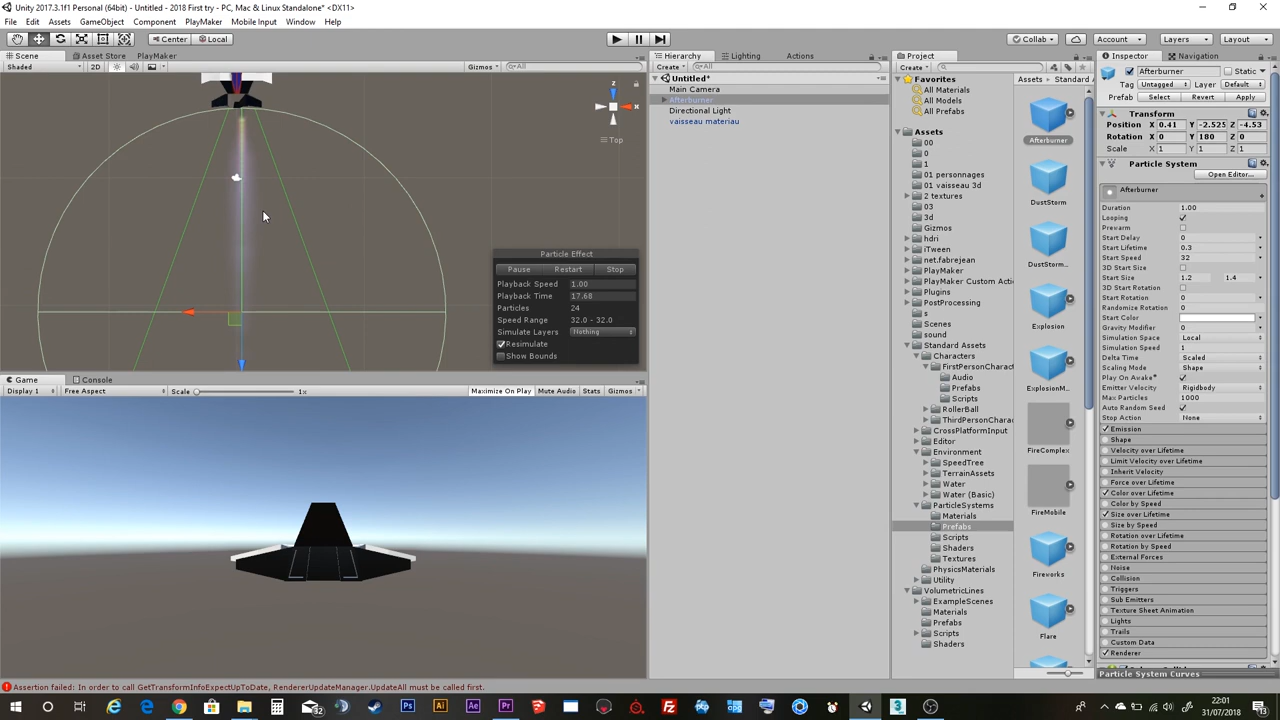 Unity 2017.3.1f1 Personal (64bit) - Untitled - 2018 First try - PC, Mac & Linux Standalone* <DX11>
File Edit Assets GameObject Component PlayMaker Mobile Input Window Help
Center Local Collab Account Layers Layout
Scene Asset Store PlayMaker
Shaded 2D Gizmos All
Z
X
Top
Particle Effect
Pause Restart Stop
Playback Speed 1.00
Playback Time 17.68
Particles 24
Speed Range 32.0 - 32.0
Simulate Layers Nothing
Resimulate
Show Bounds
Game Console
Display 1 Free Aspect Scale 1x Maximize On Play Mute Audio Stats Gizmos
Hierarchy Lighting Actions
Create All
Untitled*
Main Camera
Afterburner
Directional Light
vaisseau materiau
Project
Create
Favorites
All Materials
All Models
All Prefabs
Assets
00
0
1
01 personnages
01 vaisseau 3d
2 textures
03
3d
Gizmos
hdri
iTween
net.fabrejean
PlayMaker
PlayMaker Custom Acti
Plugins
PostProcessing
s
Scenes
sound
Standard Assets
Characters
FirstPersonCharact
Audio
Prefabs
Scripts
RollerBall
ThirdPersonCharac
CrossPlatformInput
Editor
Environment
SpeedTree
TerrainAssets
Water
Water (Basic)
ParticleSystems
Materials
Prefabs
Scripts
Shaders
Textures
PhysicsMaterials
Utility
VolumetricLines
ExampleScenes
Materials
Prefabs
Scripts
Shaders
Assets Standard
Afterburner
DustStorm
DustStorm...
Explosion
ExplosionM...
FireComplex
FireMobile
Fireworks
Flare
Inspector Navigation
Afterburner Static
Tag Untagged Layer Default
Prefab Select Revert Apply
Transform
Position X 0.41 Y -2.525 Z -4.53
Rotation X 0 Y 180 Z 0
Scale X 1 Y 1 Z 1
Particle System
Open Editor...
Afterburner
Duration 1.00
Looping
Prewarm
Start Delay 0
Start Lifetime 0.3
Start Speed 32
3D Start Size
Start Size 1.2 1.4
3D Start Rotation
Start Rotation 0
Randomize Rotation 0
Start Color
Gravity Modifier 0
Simulation Space Local
Simulation Speed 1
Delta Time Scaled
Scaling Mode Shape
Play On Awake*
Emitter Velocity Rigidbody
Max Particles 1000
Auto Random Seed
Stop Action None
Emission
Shape
Velocity over Lifetime
Limit Velocity over Lifetime
Inherit Velocity
Force over Lifetime
Color over Lifetime
Color by Speed
Size over Lifetime
Size by Speed
Rotation over Lifetime
Rotation by Speed
External Forces
Noise
Collision
Triggers
Sub Emitters
Texture Sheet Animation
Lights
Trails
Custom Data
Renderer
Particle System Curves
Assertion failed: In order to call GetTransformInfoExpectUpToDate, RendererUpdateManager.UpdateAll must be called first.
22:01
31/07/2018